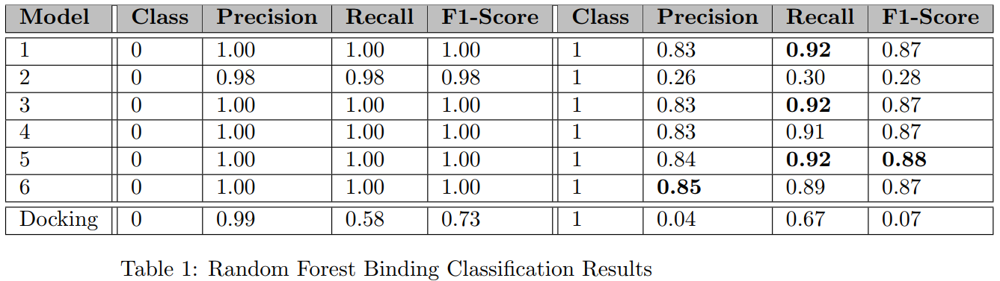 Model Class Precision Recall F1-Score Class Precision Recall F1-Score
1 0 1.00 1.00 1.00 1 0.83 0.92 0.87
2 0 0.98 0.98 0.98 1 0.26 0.30 0.28
3 0 1.00 1.00 1.00 1 0.83 0.92 0.87
4 0 1.00 1.00 1.00 1 0.83 0.91 0.87
5 0 1.00 1.00 1.00 1 0.84 0.92 0.88
6 0 1.00 1.00 1.00 1 0.85 0.89 0.87
Docking 0 0.99 0.58 0.73 1 0.04 0.67 0.07
Table 1: Random Forest Binding Classification Results